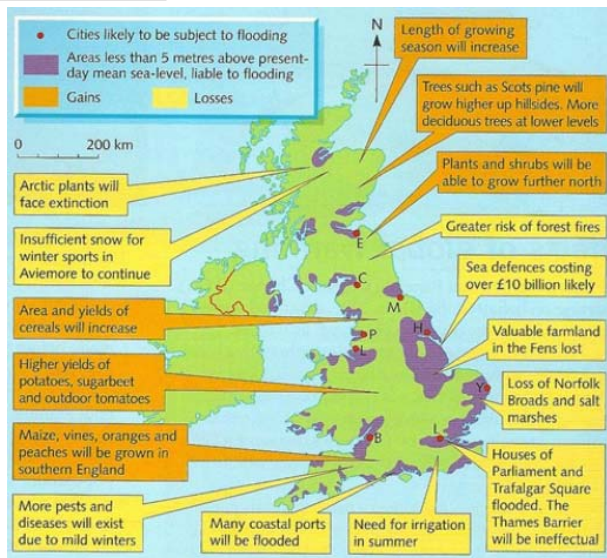 Cities likely to be subject to flooding
Areas less than 5 metres above present-
day mean sea-level, liable to flooding
Gains
Losses
0
200 km
N
Length of growing
season will increase
Trees such as Scots pine will
grow higher up hillsides. More
deciduous trees at lower levels
Plants and shrubs will be
able to grow further north
Arctic plants will
face extinction
Greater risk of forest fires
Insufficient snow for
winter sports in
Aviemore to continue
Sea defences costing
over £10 billion likely
Area and yields of
cereals will increase
Valuable farmland
in the Fens lost
Higher yields of
potatoes, sugarbeet
and outdoor tomatoes
Loss of Norfolk
Broads and salt
marshes
Maize, vines, oranges and
peaches will be grown in
southern England
Houses of
Parliament and
Trafalgar Square
flooded. The
Thames Barrier
will be ineffectual
More pests and
diseases will exist
due to mild winters
Many coastal ports
will be flooded
Need for irrigation
in summer
E
C
M
H
P
L
Y
B
L